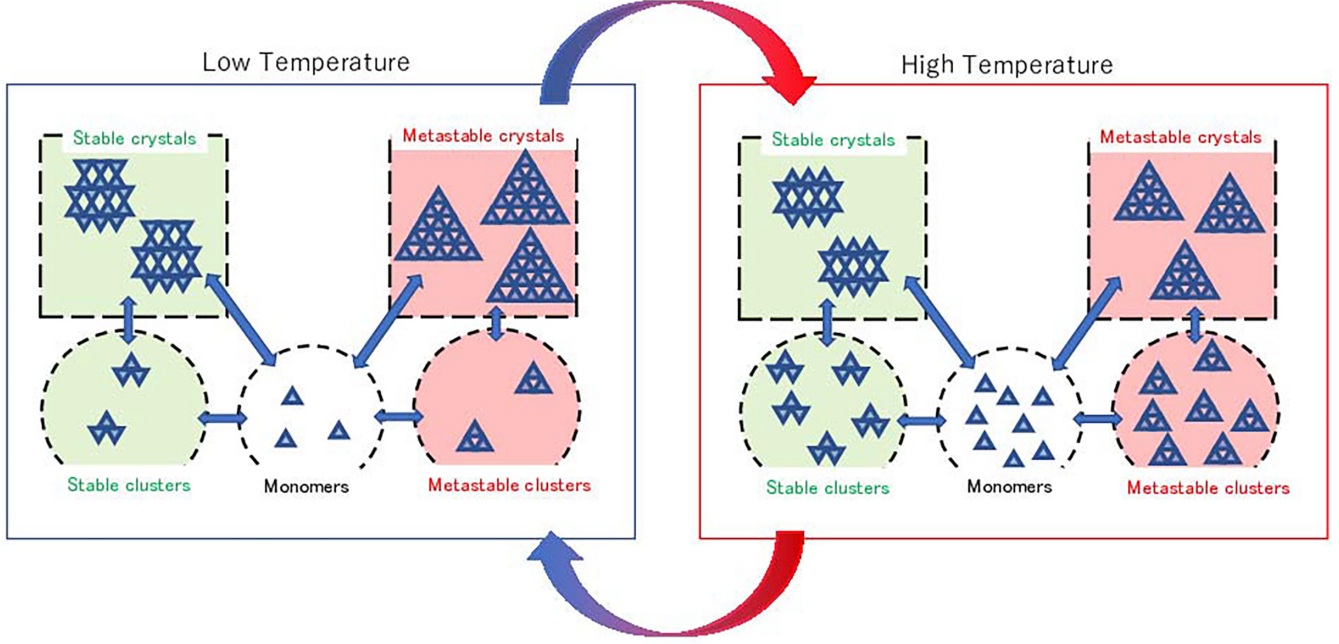 Low Temperature
Stable crystals
Metastable crystals
Stable clusters
Monomers
Metastable clusters
High Temperature
Stable crystals
Metastable crystals
Stable clusters
Monomers
Metastable clusters